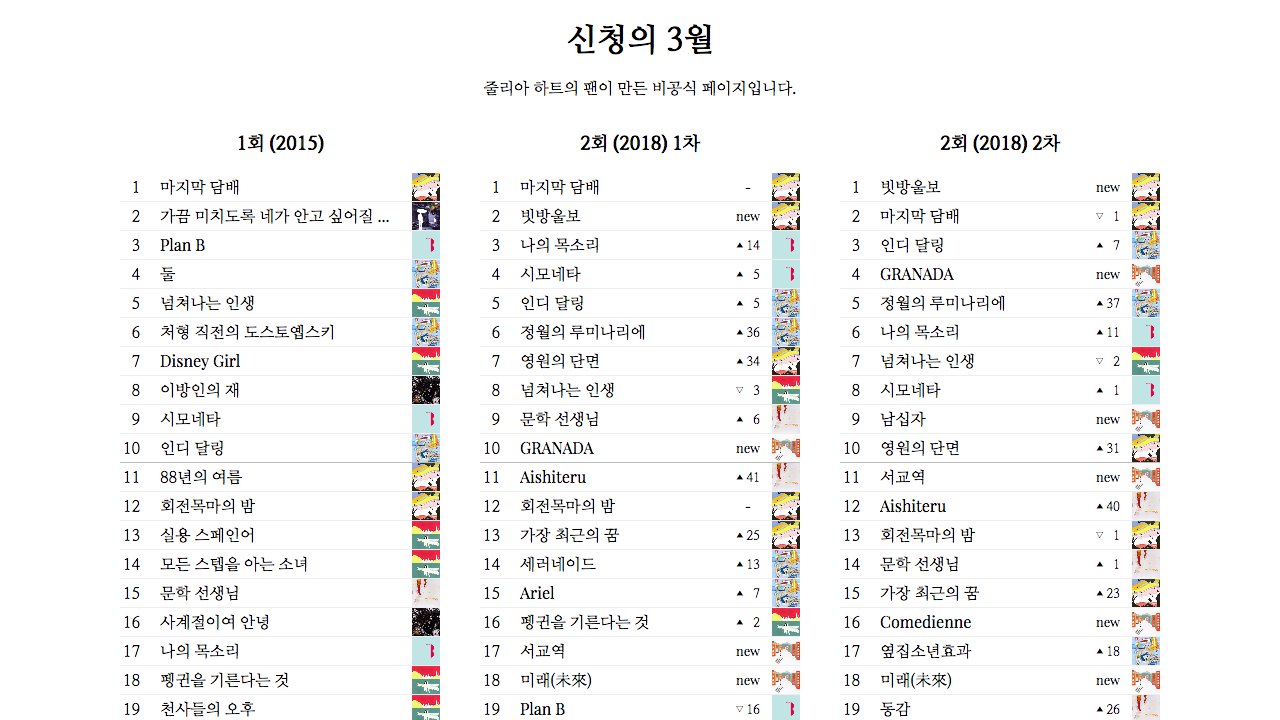 신청의 3월
줄리아 하트의 팬이 만든 비공식 페이지입니다.
1회 (2015)
1 마지막 담배
2 가끔 미치도록 네가 안고 싶어질 ...
3 Plan B
4 둘
5 넘쳐나는 인생
6 처형 직전의 도스토옙스키
7 Disney Girl
8 이방인의 재
9 시모네타
10 인디 달링
11 88년의 여름
12 회전목마의 밤
13 실용 스페인어
14 모든 스텝을 아는 소녀
15 문학 선생님
16 사계절이여 안녕
17 나의 목소리
18 펭귄을 기른다는 것
19 천사들의 오후
2회 (2018) 1차
1 마지막 담배 -
2 빗방울보 new
3 나의 목소리 ▲ 14
4 시모네타 ▲ 5
5 인디 달링 ▲ 5
6 정월의 루미나리에 ▲ 36
7 영원의 단면 ▲ 34
8 넘쳐나는 인생 ▽ 3
9 문학 선생님 ▲ 6
10 GRANADA new
11 Aishiteru ▲ 41
12 회전목마의 밤 -
13 가장 최근의 꿈 ▲ 25
14 세러네이드 ▲ 13
15 Ariel ▲ 7
16 펭귄을 기른다는 것 ▲ 2
17 서교역 new
18 미래(未來) new
19 Plan B ▽ 16
2회 (2018) 2차
1 빗방울보 new
2 마지막 담배 ▽ 1
3 인디 달링 ▲ 7
4 GRANADA new
5 정월의 루미나리에 ▲ 37
6 나의 목소리 ▲ 11
7 넘쳐나는 인생 ▽ 2
8 시모네타 ▲ 1
9 남십자 new
10 영원의 단면 ▲ 31
11 서교역 new
12 Aishiteru ▲ 40
13 회전목마의 밤 ▽ 1
14 문학 선생님 ▲ 1
15 가장 최근의 꿈 ▲ 23
16 Comedienne new
17 옆집소년효과 ▲ 18
18 미래(未來) new
19 동감 ▲ 26